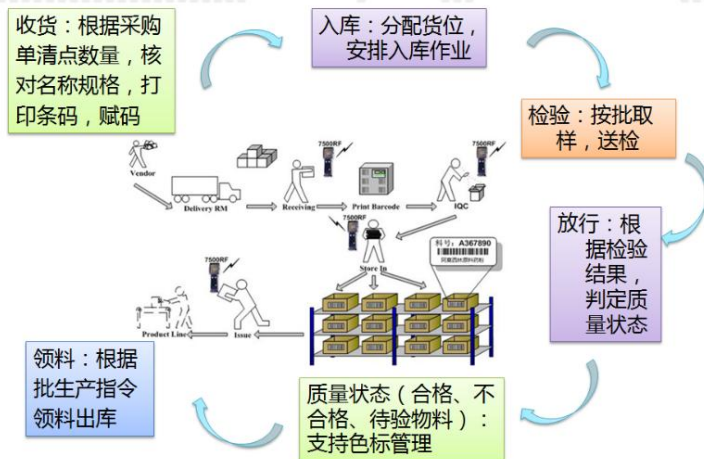 收货：根据采购
单清点数量，核
对名称规格，打
印条码，赋码
入库：分配货位，
安排入库作业
检验：按批取
样，送检
放行：根
据检验
结果，
判定质
量状态
质量状态（合格、不
合格、待验物料）：
支持色标管理
领料：根据
批生产指令
领料出库
Vendor
Delivery RM
7500RF
Receiving
Print Barcode
7500RF
IQC
7500RF
Store In
料号：A367890
7500RF
Issue
Product Line